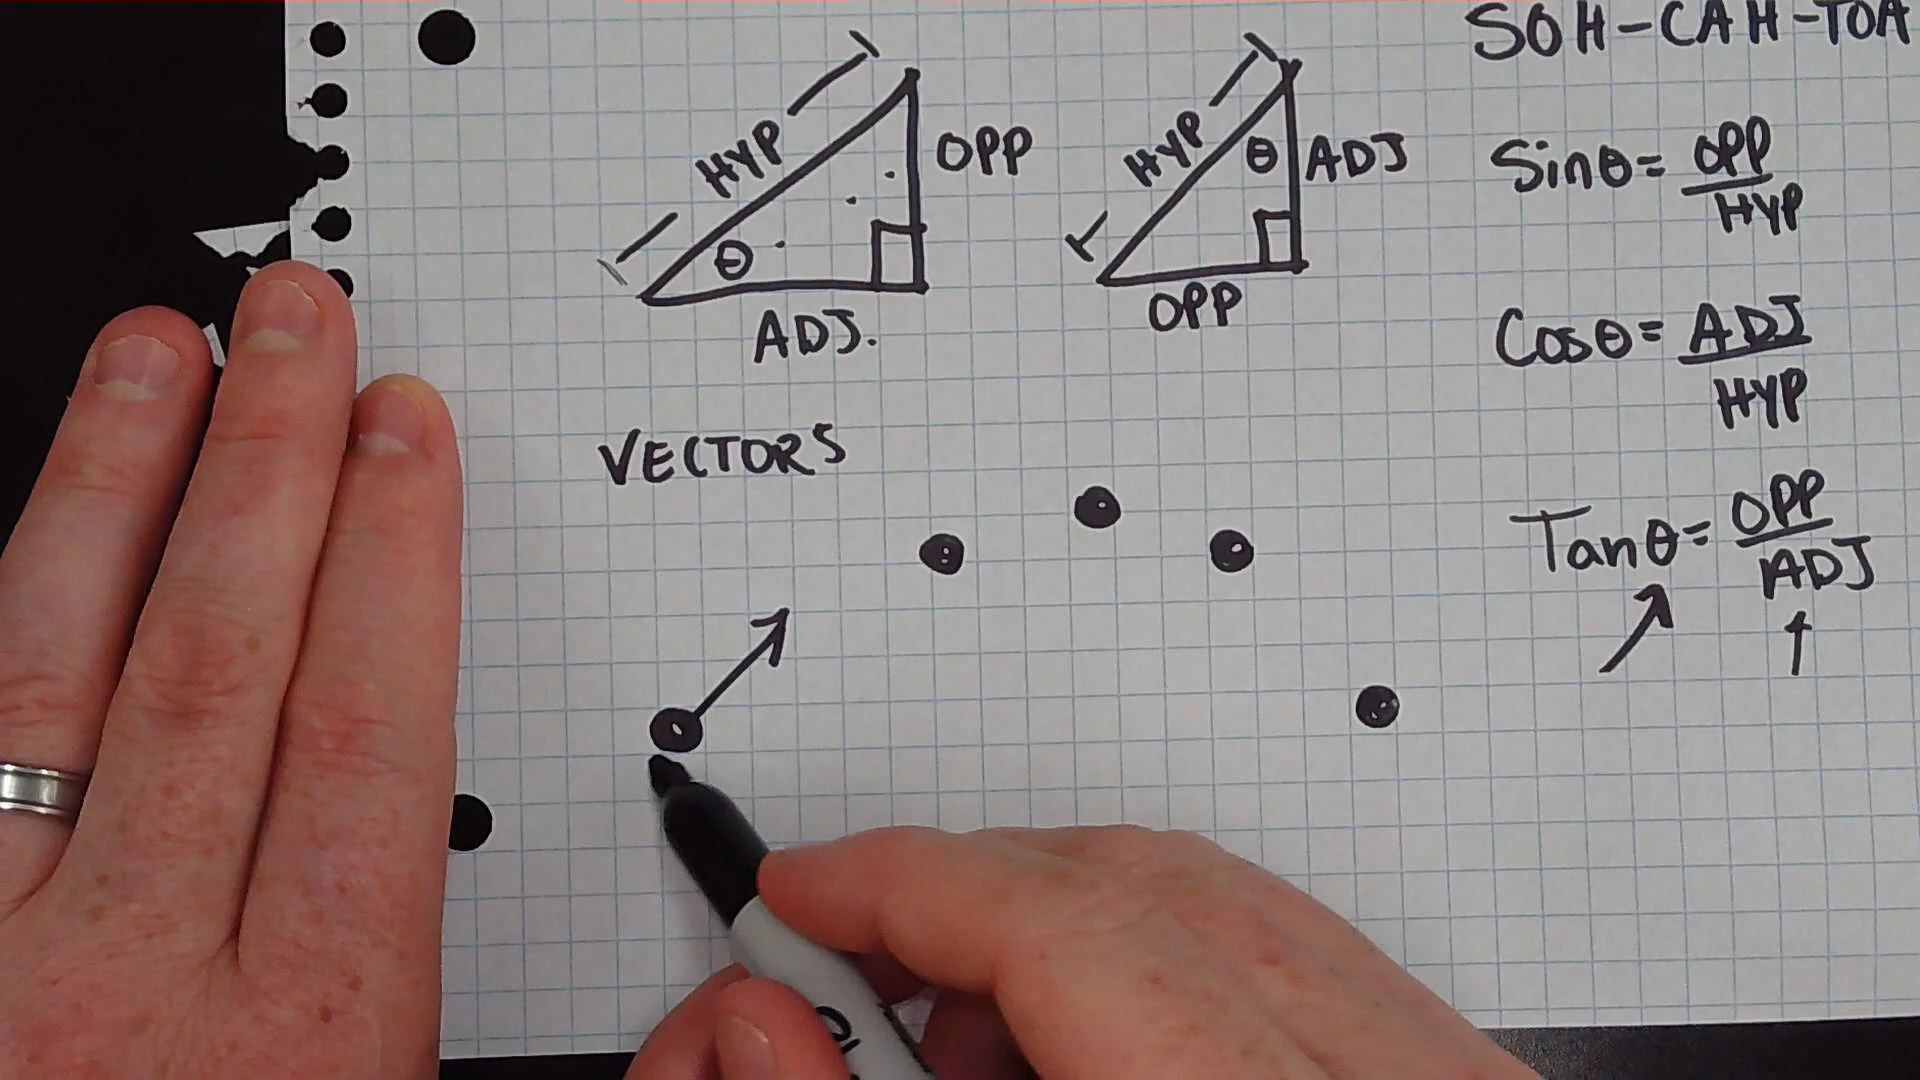 SOH-CAH-TOA
HYP
OPP
θ
ADJ.
HYP
θ
ADJ
OPP
Sinθ = OPP
HYP
Cosθ = ADJ
HYP
VECTORS
Tanθ = OPP
ADJ